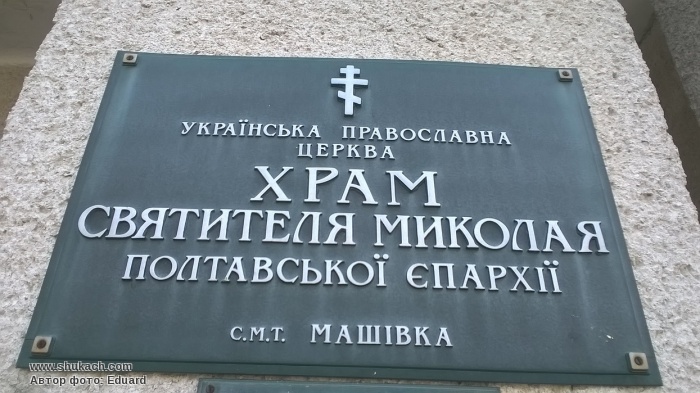 УКРАЇНСЬКА ПРАВОСЛАВНА
ЦЕРКВА
ХРАМ
СВЯТИТЕЛЯ МИКОЛАЯ
ПОЛТАВСЬКОЇ ЄПАРХІЇ
С.М.Т. МАШІВКА
www.shukach.com
Автор фото: Eduard